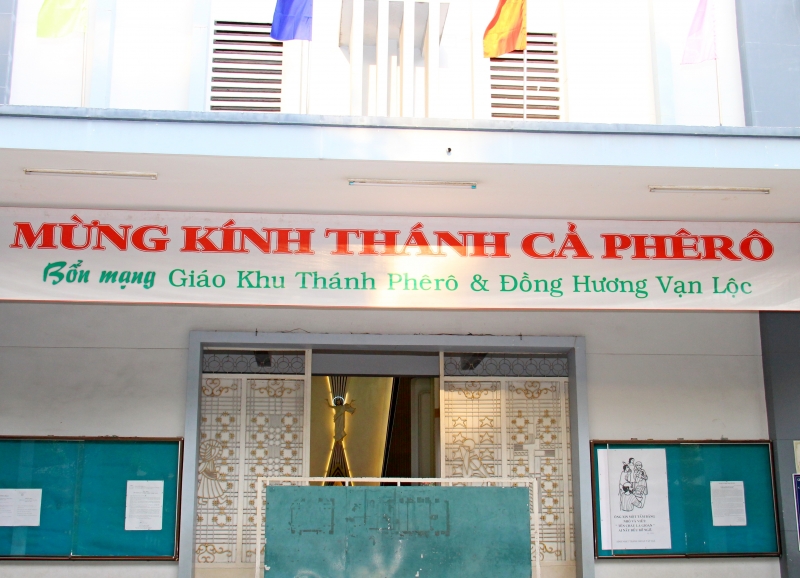 MỪNG KÍNH THÁNH CẢ PHÊRÔ
Bổn mạng Giáo Khu Thánh Phêrô & Đồng Hương Vạn Lộc